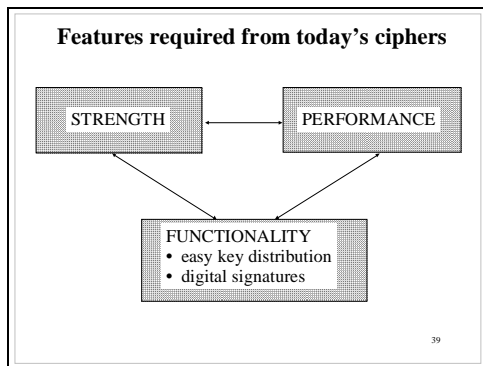 Features required from today's ciphers
STRENGTH
PERFORMANCE
FUNCTIONALITY
• easy key distribution
• digital signatures
39